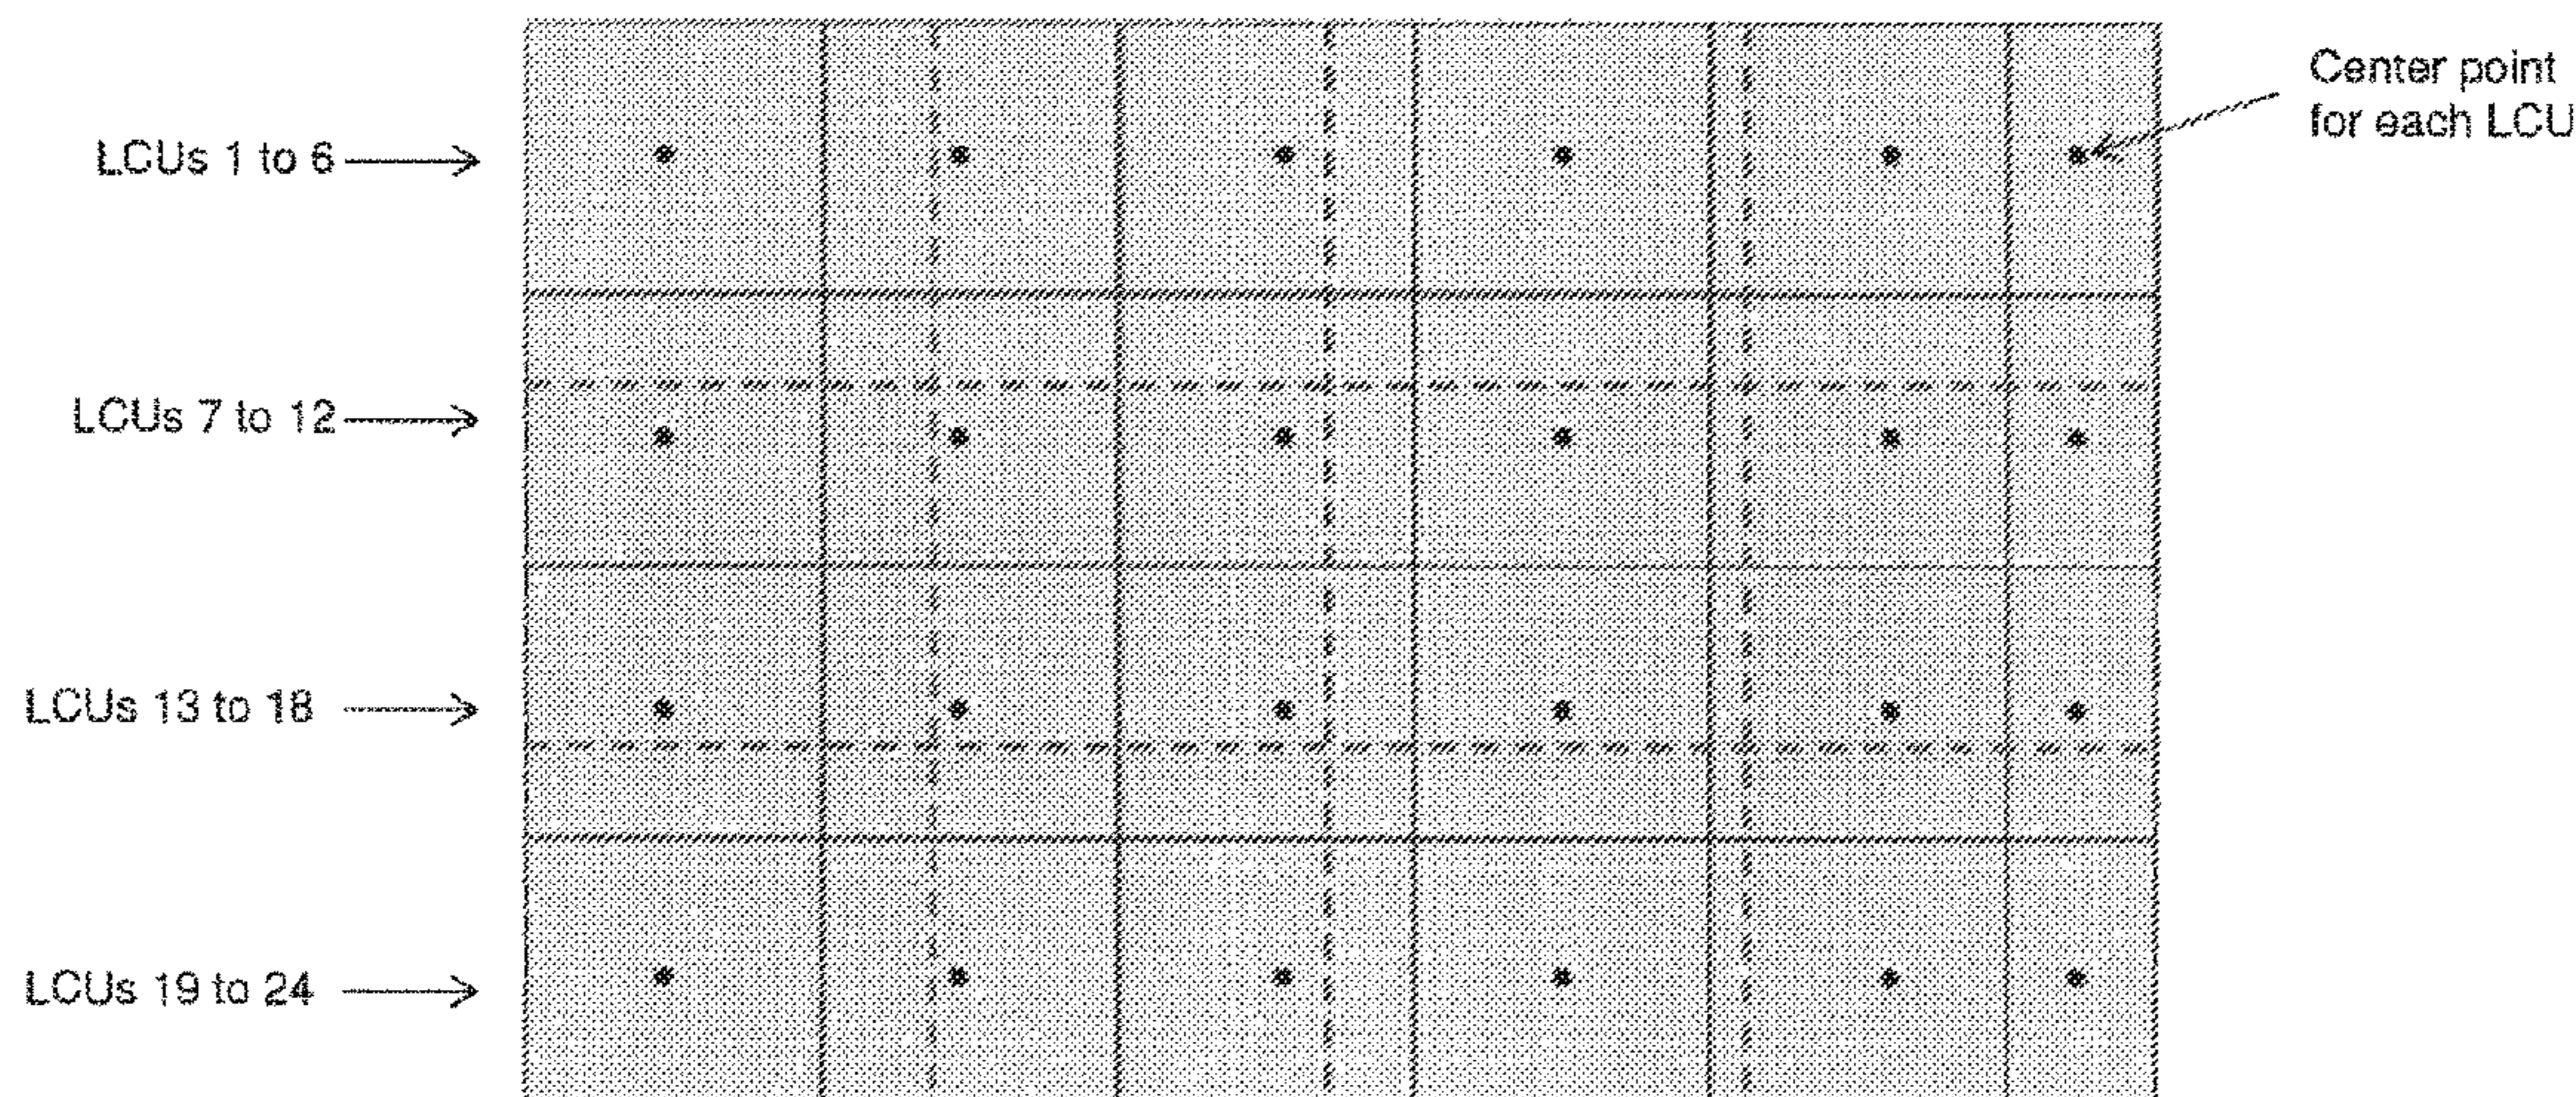 Center point
for each LCU
LCUs 1 to 6
LCUs 7 to 12
LCUs 13 to 18
LCUs 19 to 24